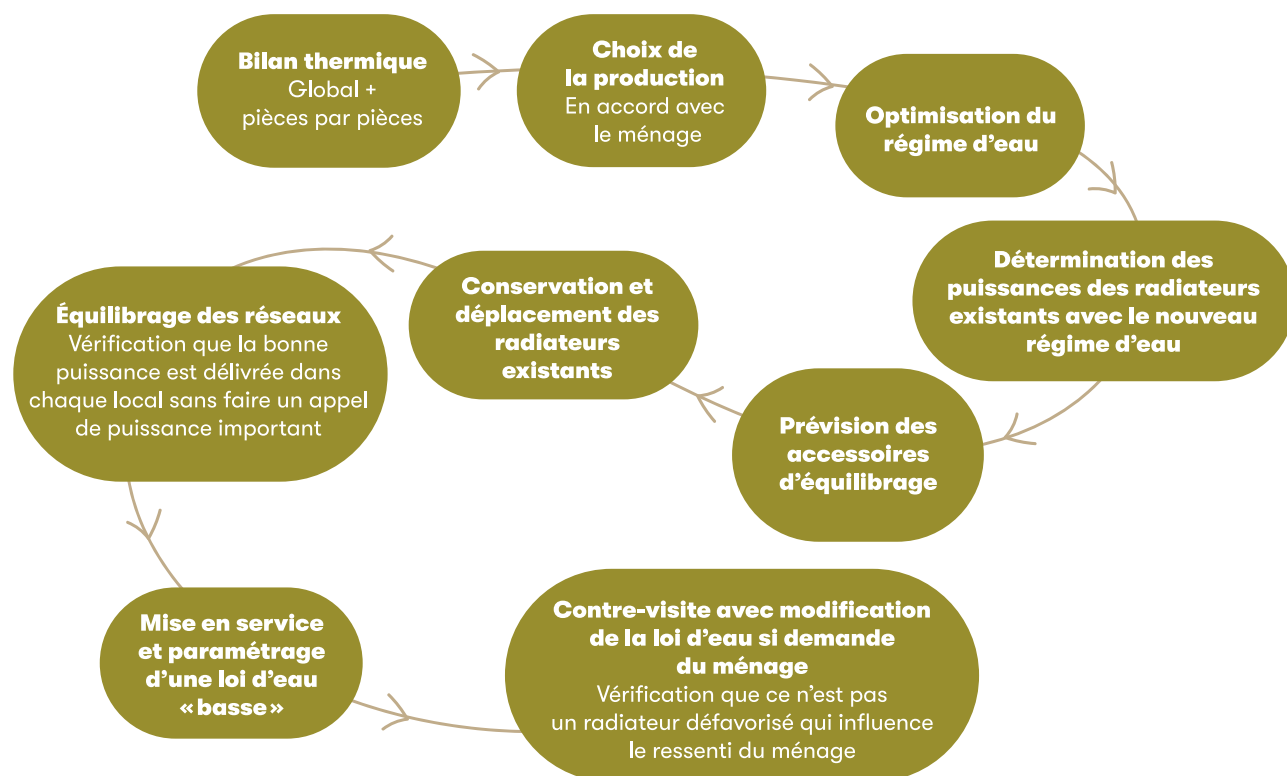 Bilan thermique
Global +
pièces par pièces
Choix de
la production
En accord avec
le ménage
Optimisation du
régime d'eau
Détermination des
puissances des radiateurs
existants avec le nouveau
régime d'eau
Prévision des
accessoires
d'équilibrage
Conservation et
déplacement des
radiateurs
existants
Équilibrage des réseaux
Vérification que la bonne
puissance est délivrée dans
chaque local sans faire un appel
de puissance important
Mise en service
et paramétrage
d'une loi d'eau
«basse»
Contre-visite avec modification
de la loi d'eau si demande
du ménage
Vérification que ce n'est pas
un radiateur défavorisé qui influence
le ressenti du ménage